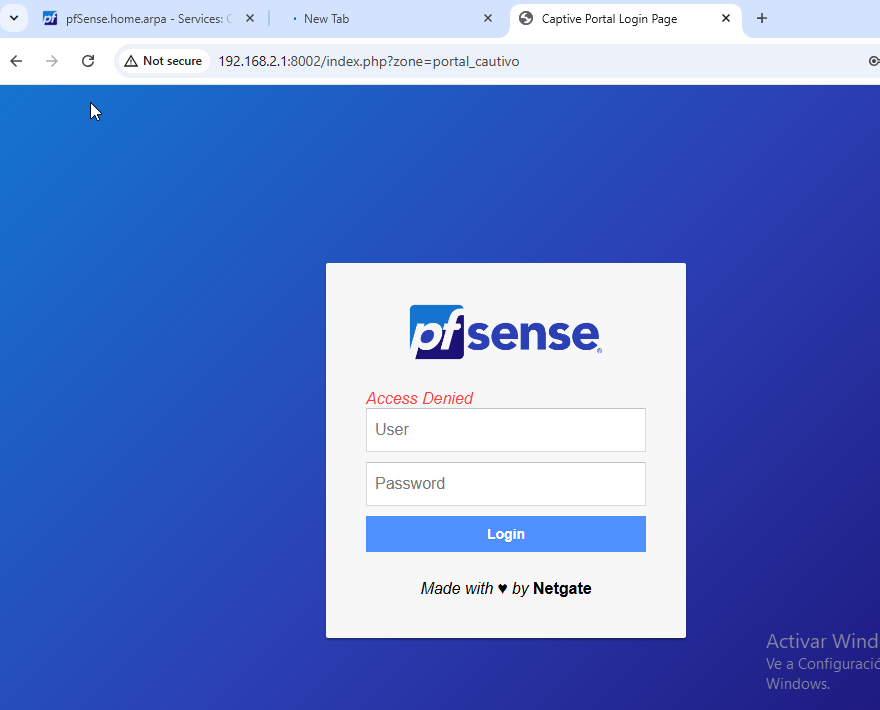 pfSense.home.arpa - Services: C
New Tab
Captive Portal Login Page
Not secure
192.168.2.1:8002/index.php?zone=portal_cautivo
pfsense
Access Denied
User
Password
Login
Made with ♥ by Netgate
Activar Wind
Ve a Configuració
Windows.